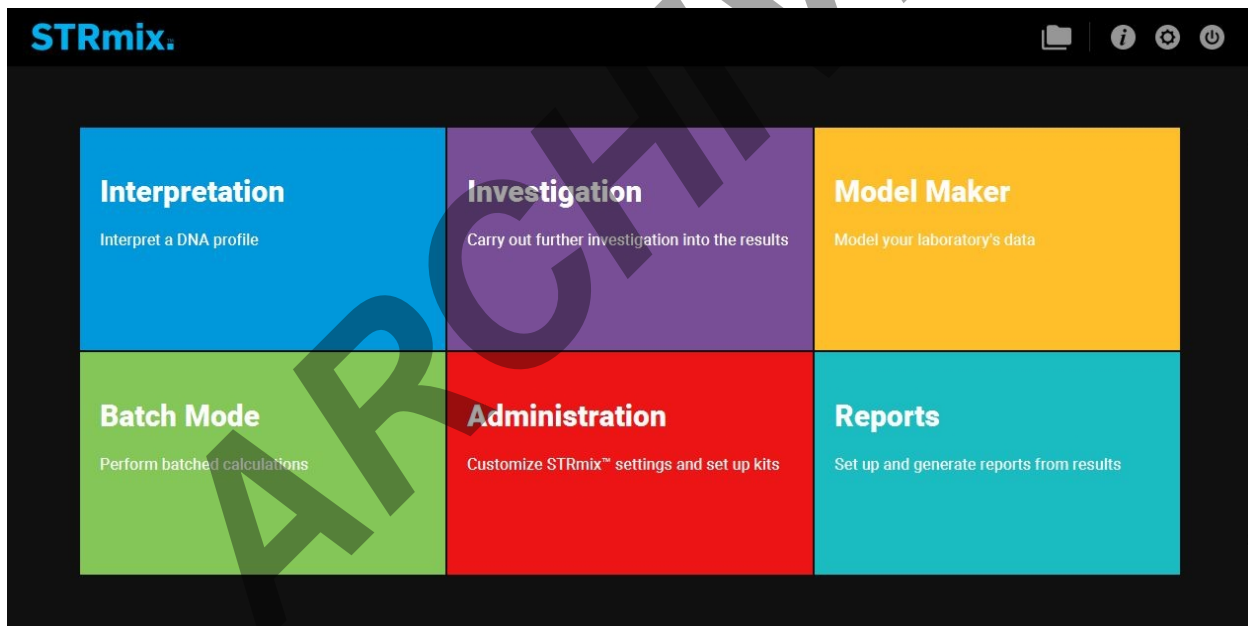 STRmix™
Interpretation
Interpret a DNA profile
Investigation
Carry out further investigation into the results
Model Maker
Model your laboratory's data
Batch Mode
Perform batched calculations
Administration
Customize STRmix™ settings and set up kits
Reports
Set up and generate reports from results